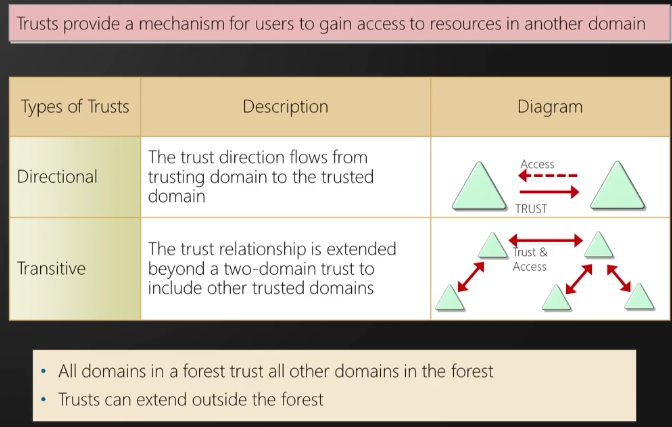 Trusts provide a mechanism for users to gain access to resources in another domain
Types of Trusts
Description
Diagram
Directional
The trust direction flows from
trusting domain to the trusted
domain
Access
TRUST
Transitive
The trust relationship is extended
beyond a two-domain trust to
include other trusted domains
Trust &
Access
• All domains in a forest trust all other domains in the forest
• Trusts can extend outside the forest